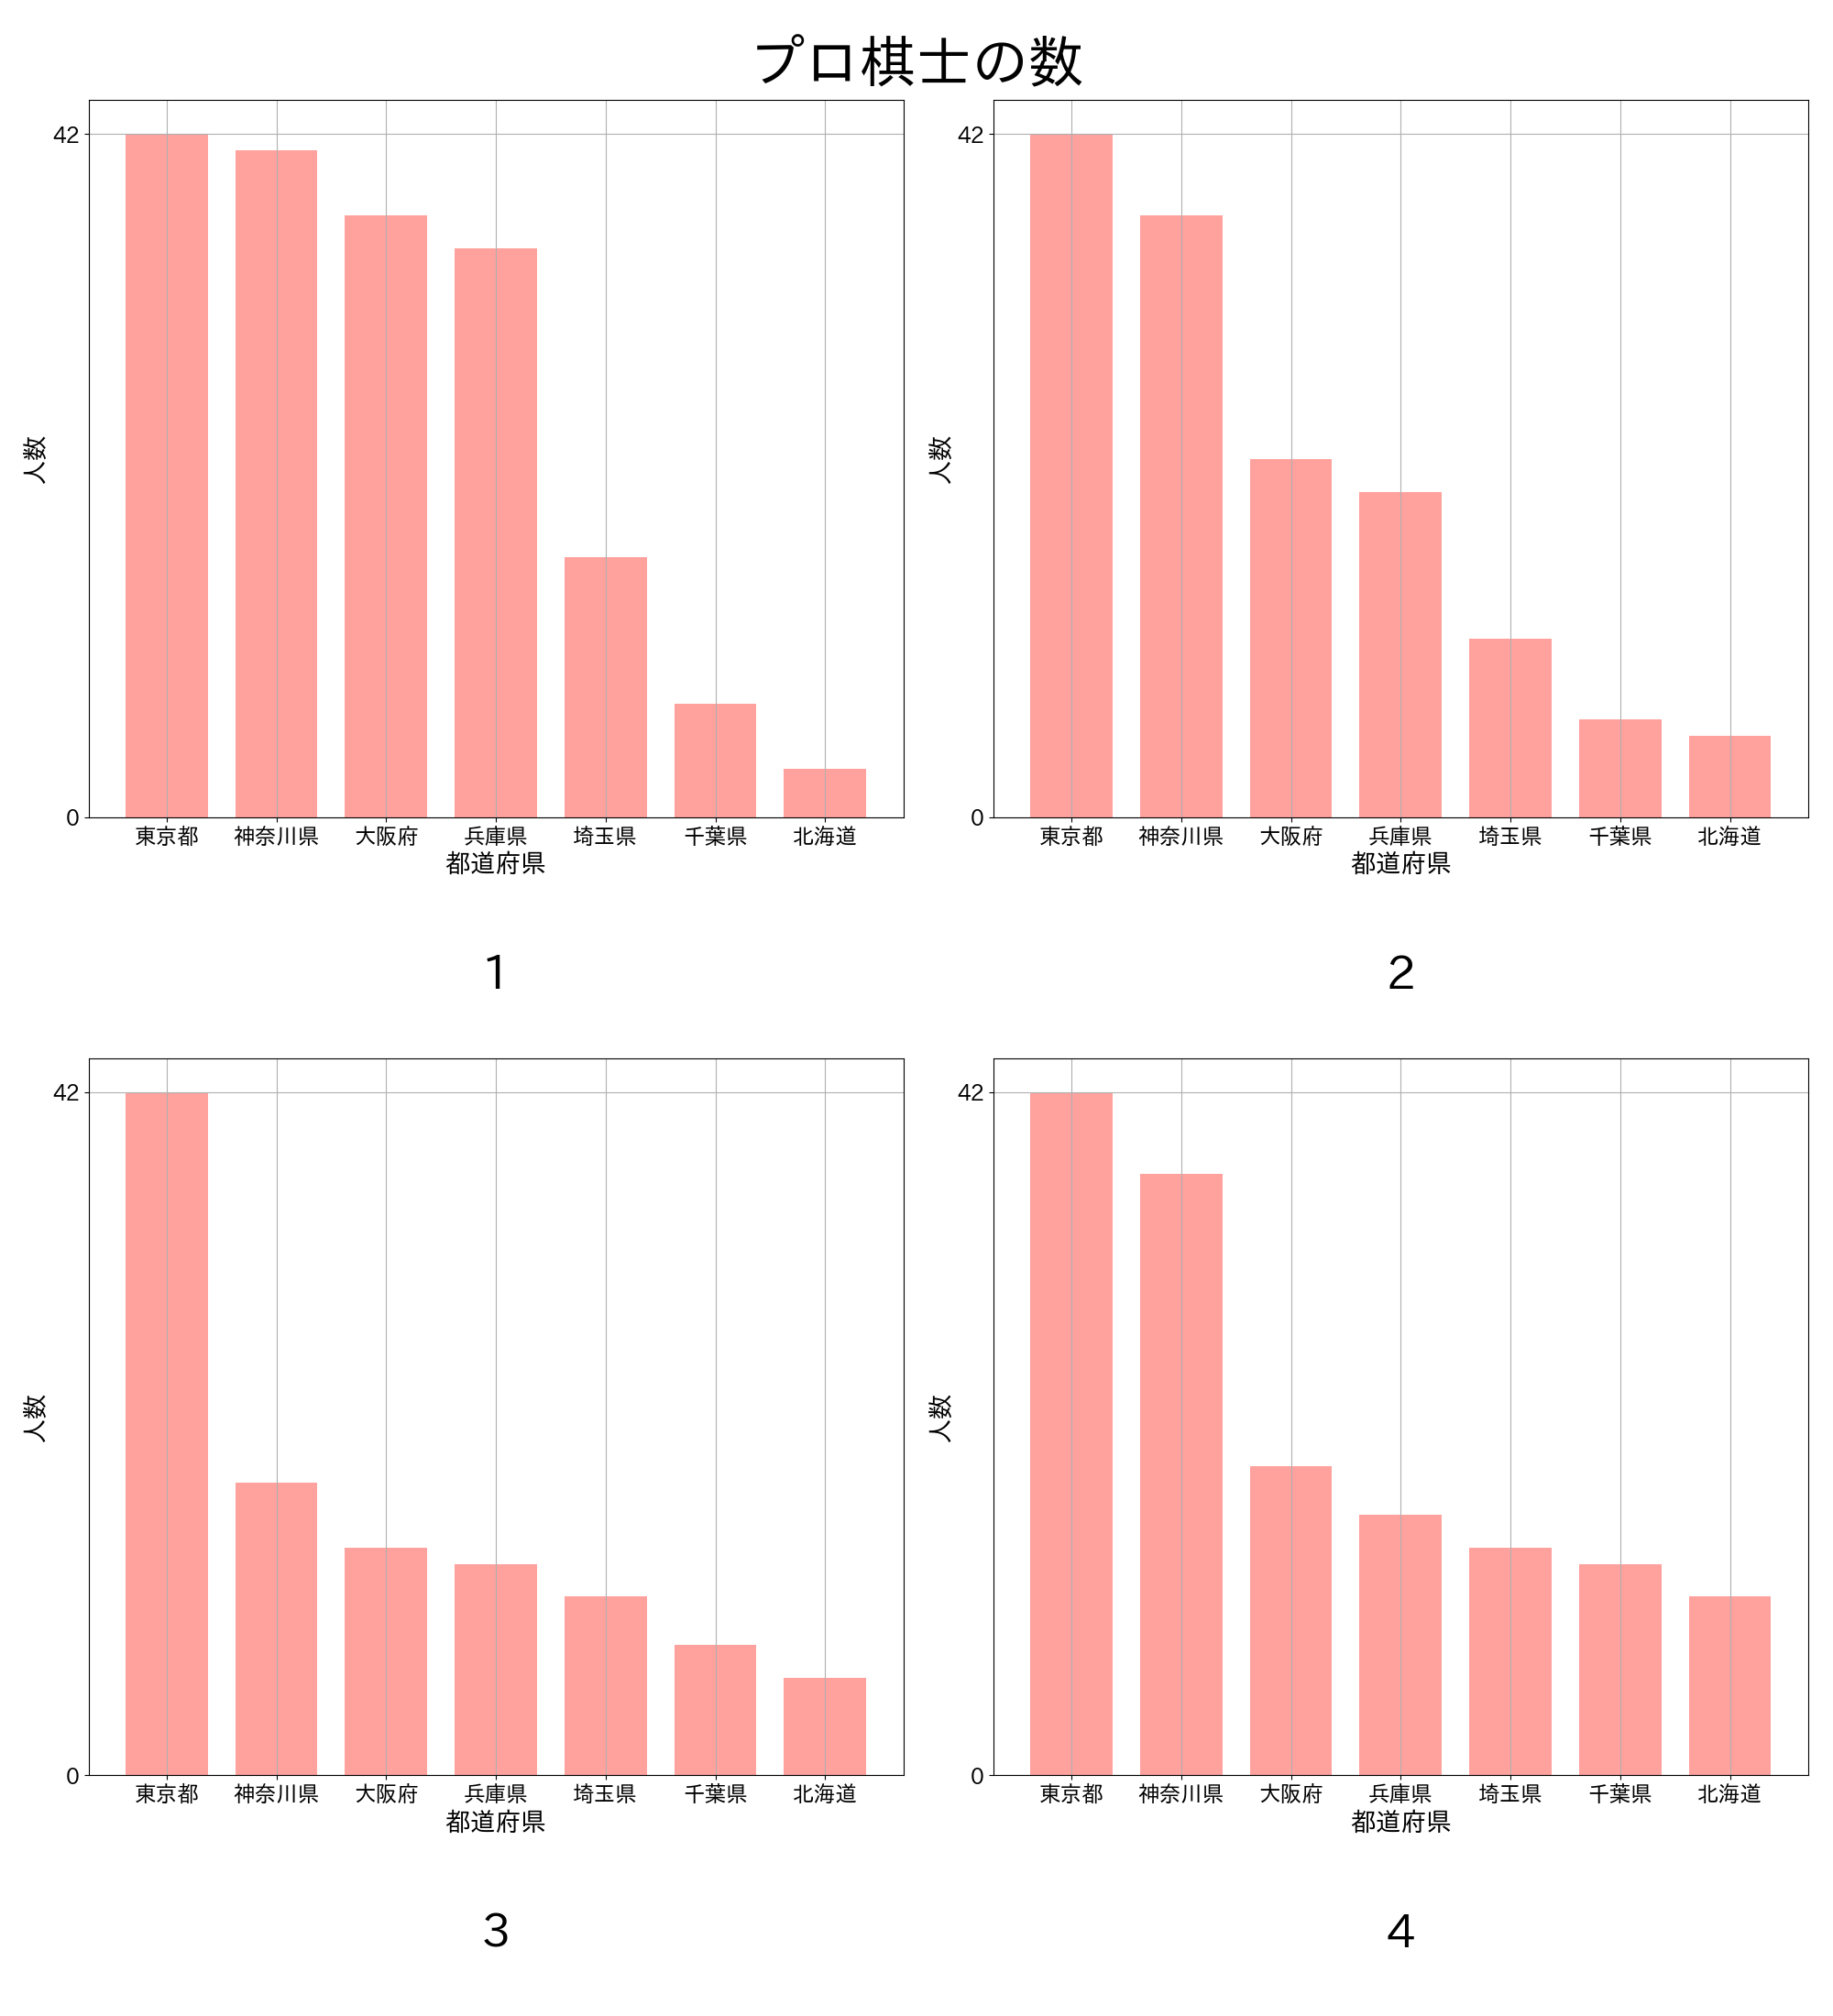 プロ棋士の数
42
0
人数
東京都 神奈川県 大阪府 兵庫県 埼玉県 千葉県 北海道
都道府県
1
42
0
人数
東京都 神奈川県 大阪府 兵庫県 埼玉県 千葉県 北海道
都道府県
2
42
0
人数
東京都 神奈川県 大阪府 兵庫県 埼玉県 千葉県 北海道
都道府県
3
42
0
人数
東京都 神奈川県 大阪府 兵庫県 埼玉県 千葉県 北海道
都道府県
4